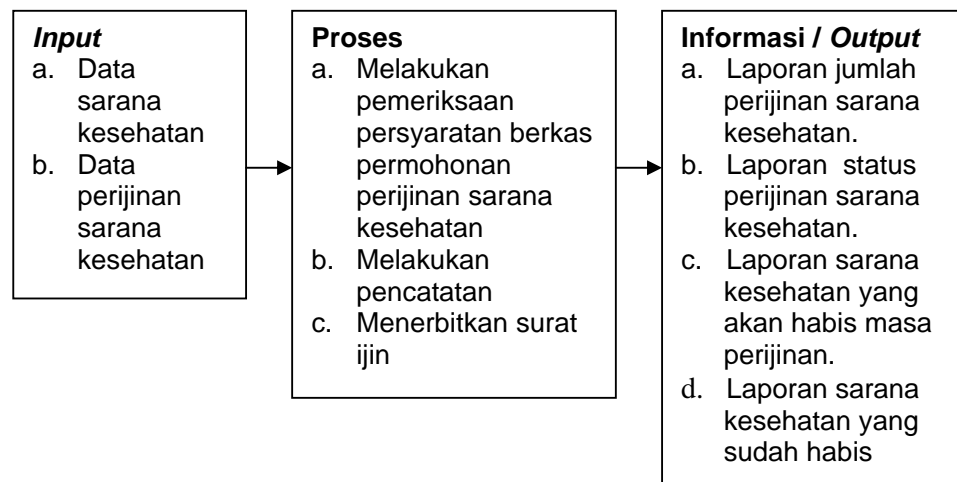 Input
a. Data
sarana
kesehatan
b. Data
perijinan
sarana
kesehatan
Proses
a. Melakukan
pemeriksaan
persyaratan berkas
permohonan
perijinan sarana
kesehatan
b. Melakukan
pencatatan
c. Menerbitkan surat
ijin
Informasi / Output
a. Laporan jumlah
perijinan sarana
kesehatan.
b. Laporan status
perijinan sarana
kesehatan.
c. Laporan sarana
kesehatan yang
akan habis masa
perijinan.
d. Laporan sarana
kesehatan yang
sudah habis